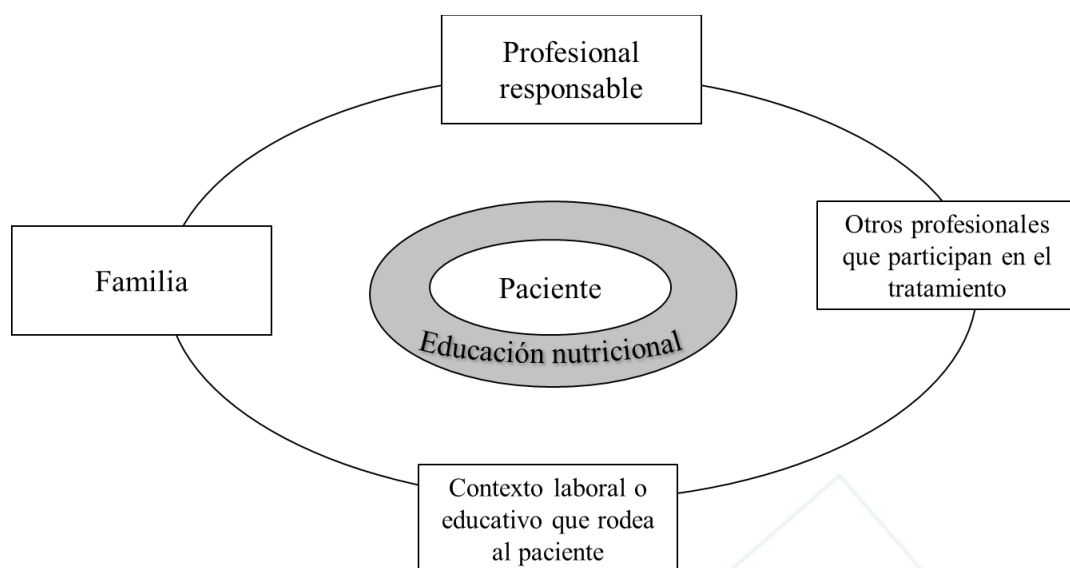 Profesional
responsable
Familia
Otros profesionales
que participan en el
tratamiento
Paciente
Educación nutricional
Contexto laboral o
educativo que rodea
al paciente